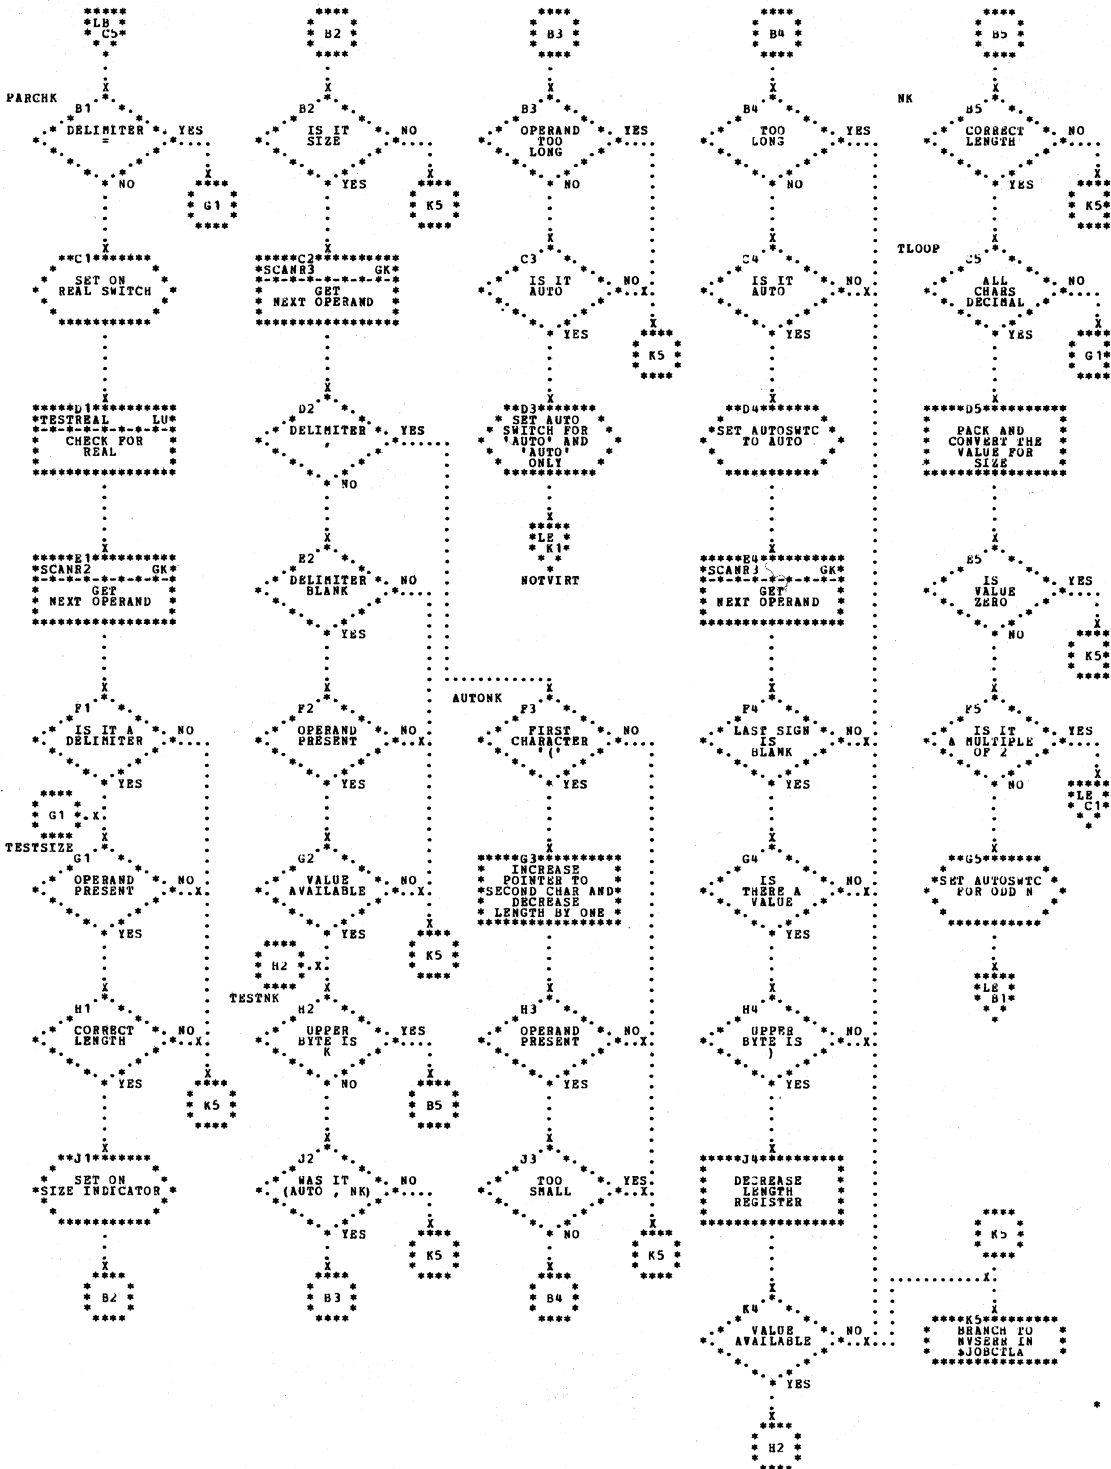 LB
C5
B2
B3
B4
B5
PARCHK
B1
DELIMITER
=
YES
NO
G1
C1
SET ON
REAL SWITCH
D1
TESTREAL LU
CHECK FOR
REAL
E1
SCANR2 GK
GET
NEXT OPERAND
F1
IS IT A
DELIMITER
NO
YES
G1
TESTSIZE
G1
OPERAND
PRESENT
NO
YES
H1
CORRECT
LENGTH
NO
YES
K5
J1
SET ON
SIZE INDICATOR
B2
B2
IS IT
SIZE
NO
YES
K5
C2
SCANR3 GK
GET
NEXT OPERAND
D2
DELIMITER
,
YES
NO
E2
DELIMITER
BLANK
NO
YES
F2
OPERAND
PRESENT
NO
YES
G2
VALUE
AVAILABLE
NO
YES
K5
H2
TESTNK
H2
UPPER
BYTE IS
K
YES
NO
B5
J2
WAS IT
(AUTO , NK)
NO
YES
K5
B3
B3
OPERAND
TOO
LONG
YES
NO
C3
IS IT
AUTO
NO
YES
K5
D3
SET AUTO
SWITCH FOR
'AUTO' AND
'AUTO'
ONLY
LE
K1
NOTVIRT
AUTONK
F3
FIRST
CHARACTER
'('
NO
YES
G3
INCREASE
POINTER TO
SECOND CHAR AND
DECREASE
LENGTH BY ONE
H3
OPERAND
PRESENT
NO
YES
J3
TOO
SMALL
YES
NO
K5
B4
B4
TOO
LONG
YES
NO
C4
IS IT
AUTO
NO
YES
D4
SET AUTOSWTC
TO AUTO
E4
SCANR3 GK
GET
NEXT OPERAND
F4
LAST SIGN
IS
BLANK
NO
YES
G4
IS
THERE A
VALUE
NO
YES
H4
UPPER
BYTE IS
)
NO
YES
J4
DECREASE
LENGTH
REGISTER
K4
VALUE
AVAILABLE
NO
YES
H2
NK
B5
CORRECT
LENGTH
NO
YES
K5
TLOOP
C5
ALL
CHARS
DECIMAL
NO
YES
G1
D5
PACK AND
CONVERT THE
VALUE FOR
SIZE
E5
IS
VALUE
ZERO
YES
NO
K5
F5
IS IT
A MULTIPLE
OF 2
YES
NO
LE
C1
G5
SET AUTOSWTC
FOR ODD N
LE
B1
K5
K5
BRANCH TO
NVSERR IN
$JOBCTLA